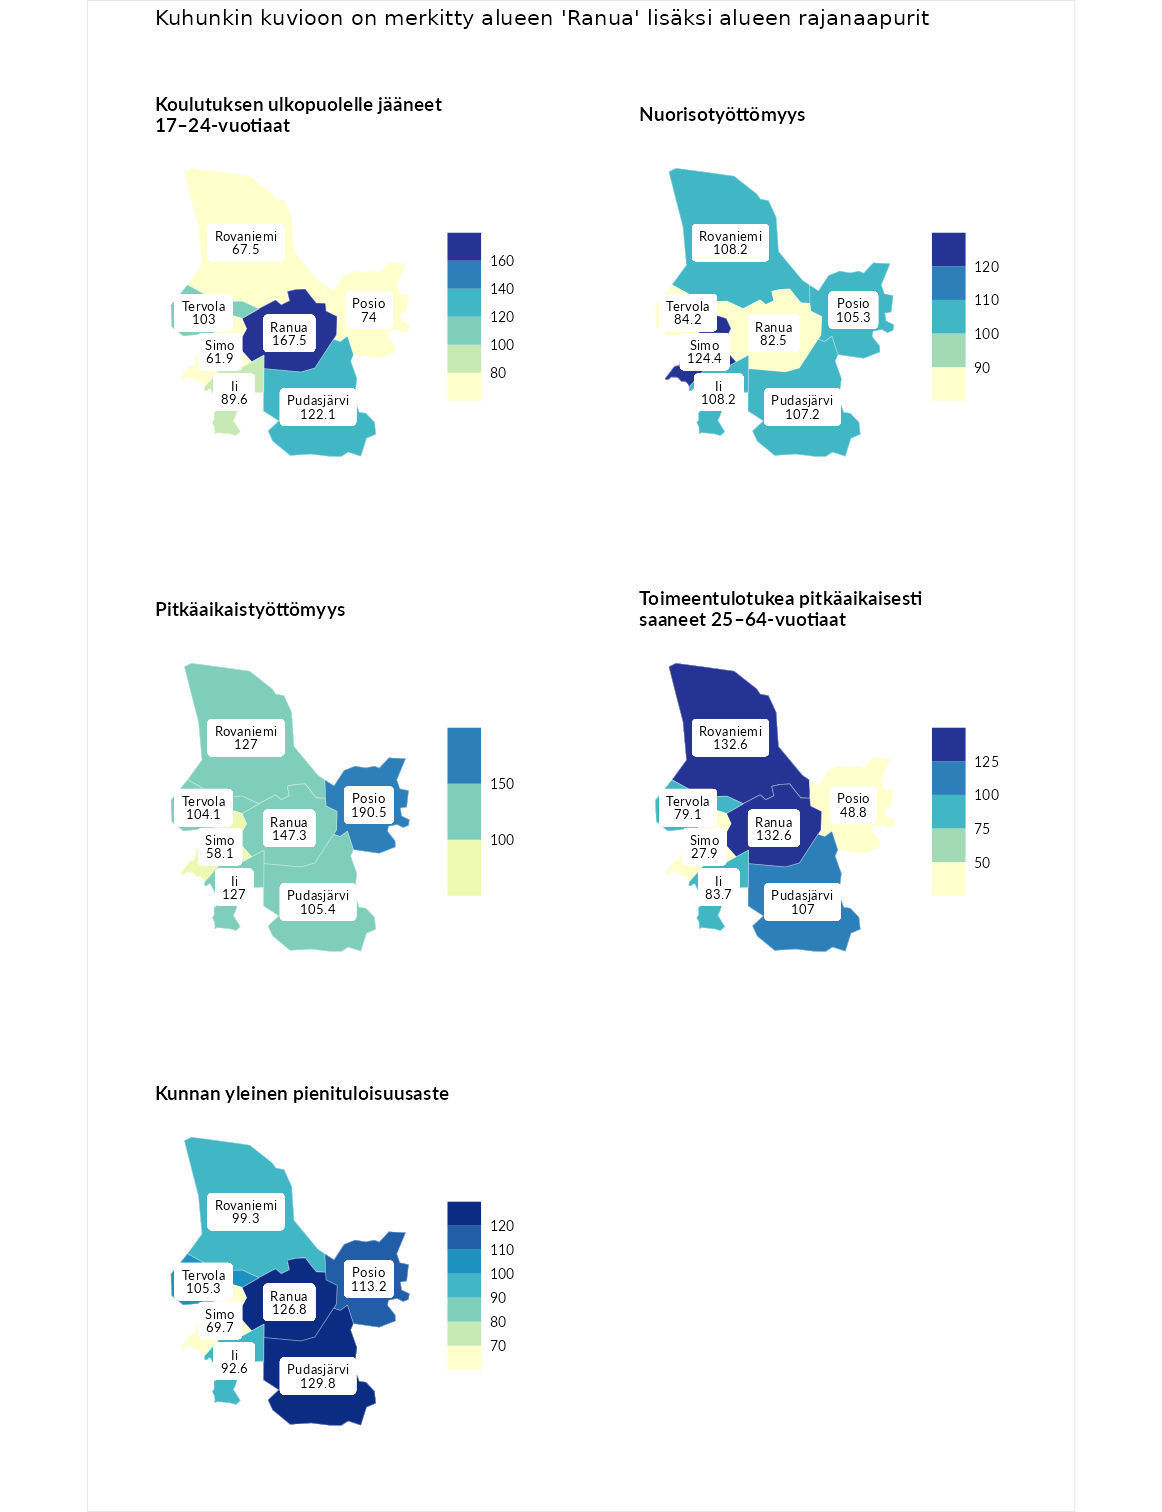 Kuhunkin kuvioon on merkitty alueen 'Ranua' lisäksi alueen rajanaapurit
Koulutuksen ulkopuolelle jääneet
17–24-vuotiaat
Rovaniemi
67.5
Tervola
103
Posio
74
Ranua
167.5
Simo
61.9
Ii
89.6
Pudasjärvi
122.1
160
140
120
100
80
Nuorisotyöttömyys
Rovaniemi
108.2
Tervola
84.2
Posio
105.3
Ranua
82.5
Simo
124.4
Ii
108.2
Pudasjärvi
107.2
120
110
100
90
Pitkäaikaistyöttömyys
Rovaniemi
127
Tervola
104.1
Posio
190.5
Ranua
147.3
Simo
58.1
Ii
127
Pudasjärvi
105.4
150
100
Toimeentulotukea pitkäaikaisesti
saaneet 25–64-vuotiaat
Rovaniemi
132.6
Tervola
79.1
Posio
48.8
Ranua
132.6
Simo
27.9
Ii
83.7
Pudasjärvi
107
125
100
75
50
Kunnan yleinen pienituloisuusaste
Rovaniemi
99.3
Tervola
105.3
Posio
113.2
Ranua
126.8
Simo
69.7
Ii
92.6
Pudasjärvi
129.8
120
110
100
90
80
70